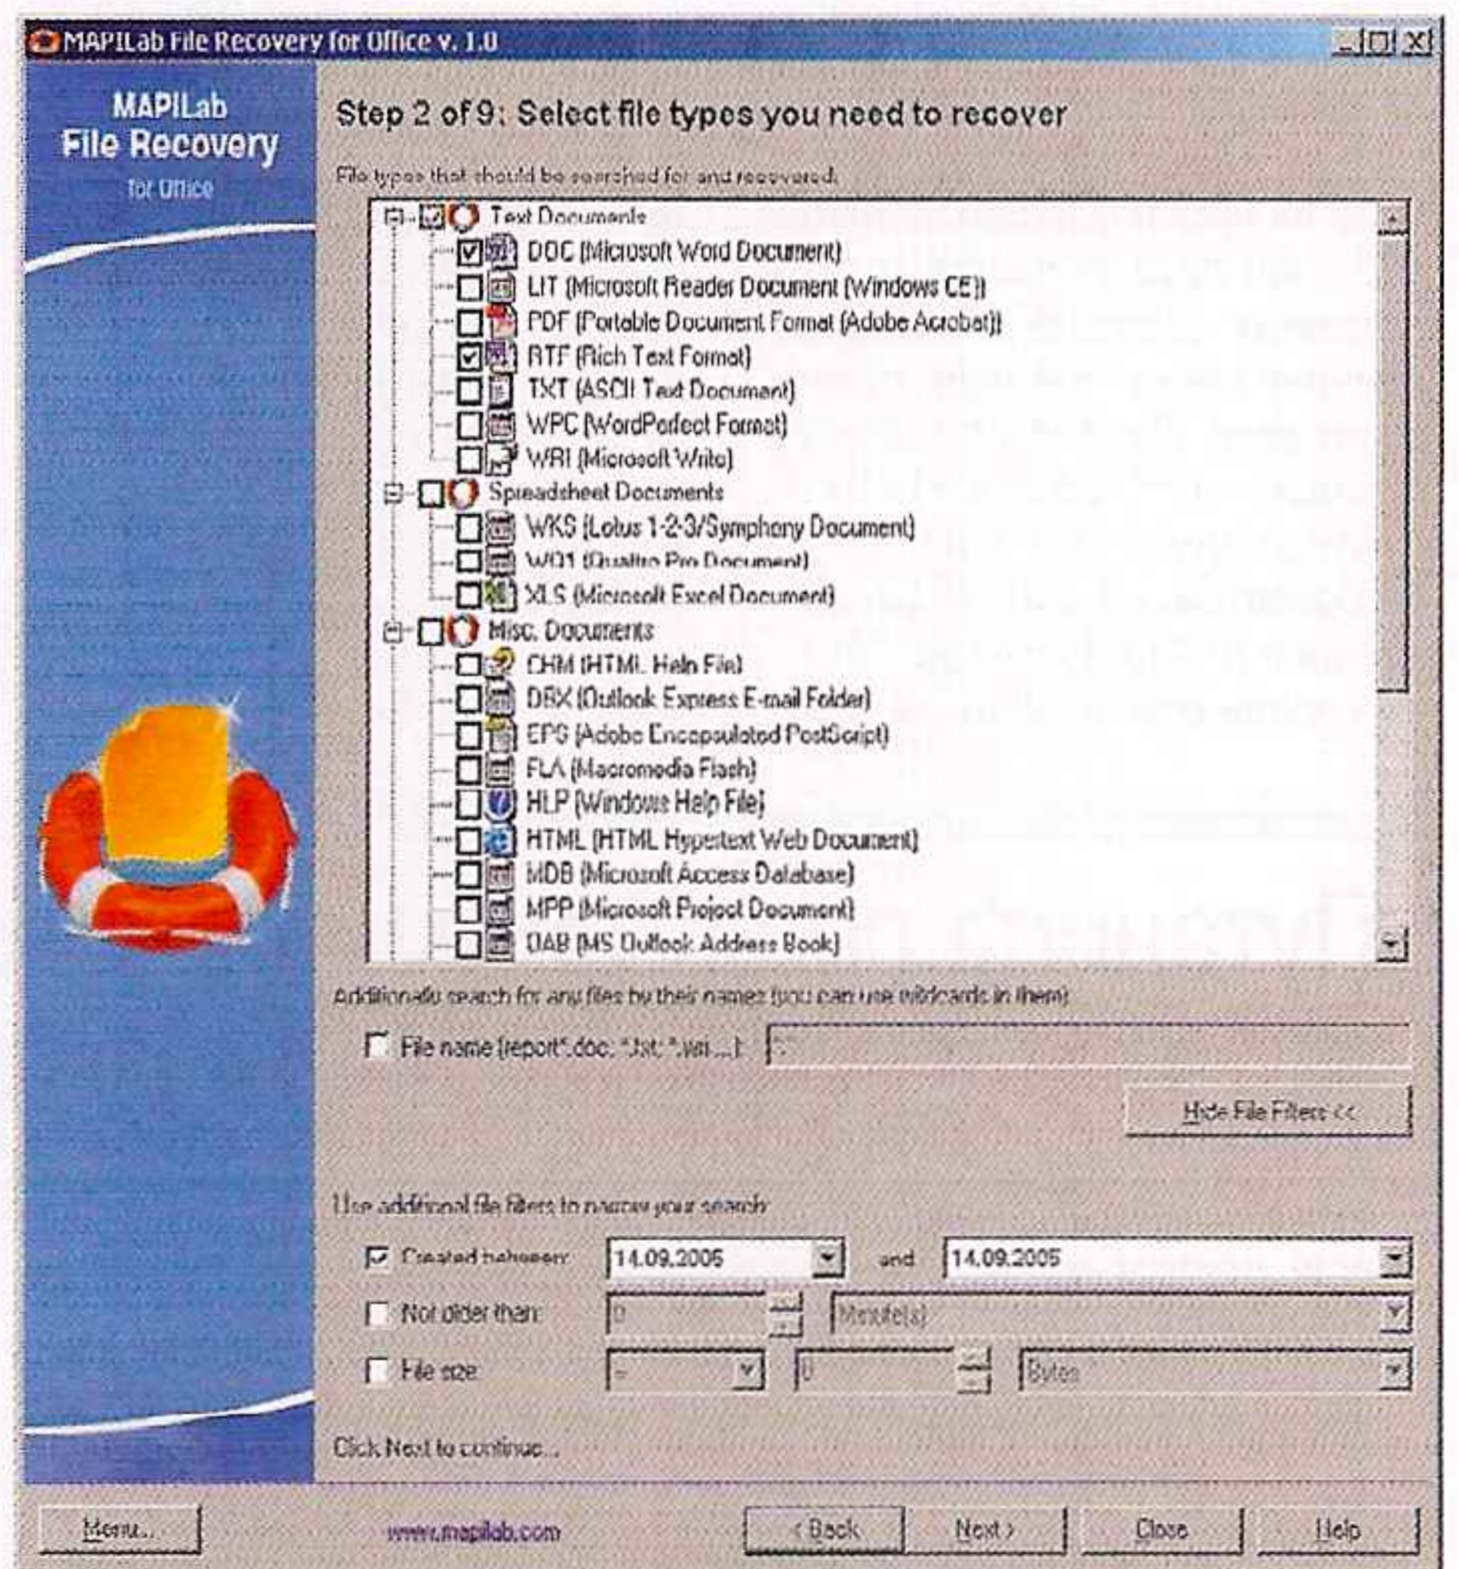 MAPILab File Recovery for Office v. 1.0
MAPILab
File Recovery
for Office
Step 2 of 9: Select file types you need to recover
File types that should be searched for and recovered:
Text Documents
DOC (Microsoft Word Document)
LIT (Microsoft Reader Document (Windows CE))
PDF (Portable Document Format (Adobe Acrobat))
RTF (Rich Text Format)
TXT (ASCII Text Document)
WPC (WordPerfect Format)
WRI (Microsoft Write)
Spreadsheet Documents
WKS (Lotus 1-2-3/Symphony Document)
WQ1 (Quattro Pro Document)
XLS (Microsoft Excel Document)
Misc. Documents
CHM (HTML Help File)
DBX (Outlook Express E-mail Folder)
EPS (Adobe Encapsulated PostScript)
FLA (Macromedia Flash)
HLP (Windows Help File)
HTML (HTML Hypertext Web Document)
MDB (Microsoft Access Database)
MPP (Microsoft Project Document)
OAB (MS Outlook Address Book)
Additionally search for any files by their names (you can use wildcards in them)
File name (report*.doc; *.txt; *.wri ...): *.*
Hide File Filters <<
Use additional file filters to narrow your search:
Created between: 14.09.2005 and 14.09.2005
Not older than: 0 Minute(s)
File size: = 0 Bytes
Click Next to continue...
Menu... www.mapilab.com < Back Next > Close Help